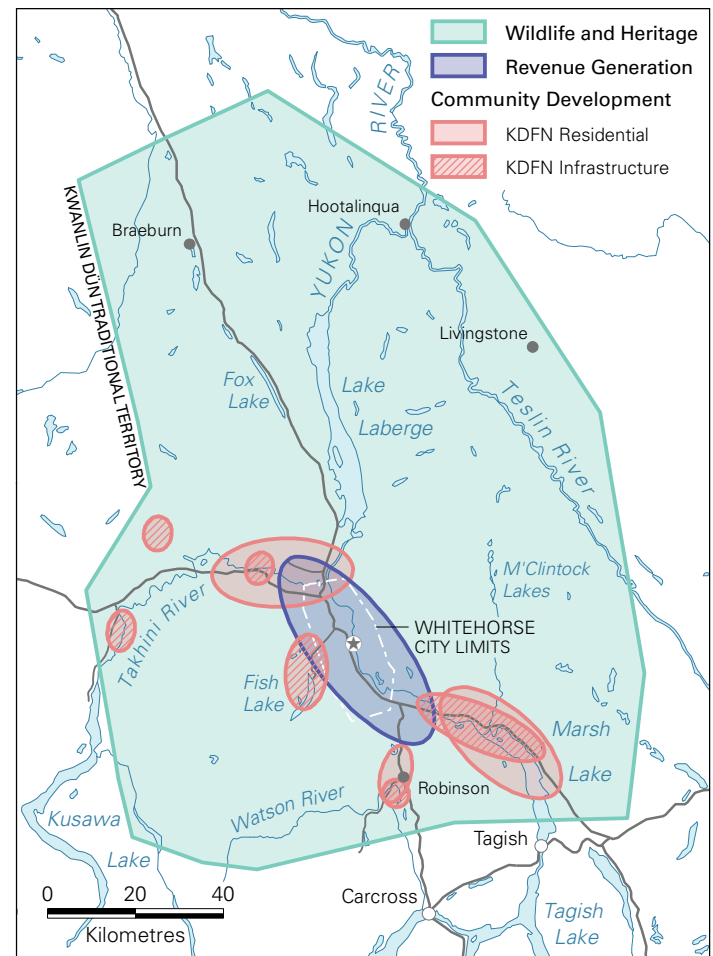 Wildlife and Heritage
Revenue Generation
Community Development
KDFN Residential
KDFN Infrastructure
RIVER
YUKON
KWANLIN DÜN TRADITIONAL TERRITORY
Hootalinqua
Braeburn
Livingstone
Fox
Lake
Lake
Laberge
Teslin River
M'Clintock
Lakes
Takhini River
WHITEHORSE
CITY LIMITS
Fish
Lake
Marsh
Lake
Robinson
Watson River
Kusawa
Lake
Tagish
Carcross
Tagish
Lake
0 20 40
Kilometres